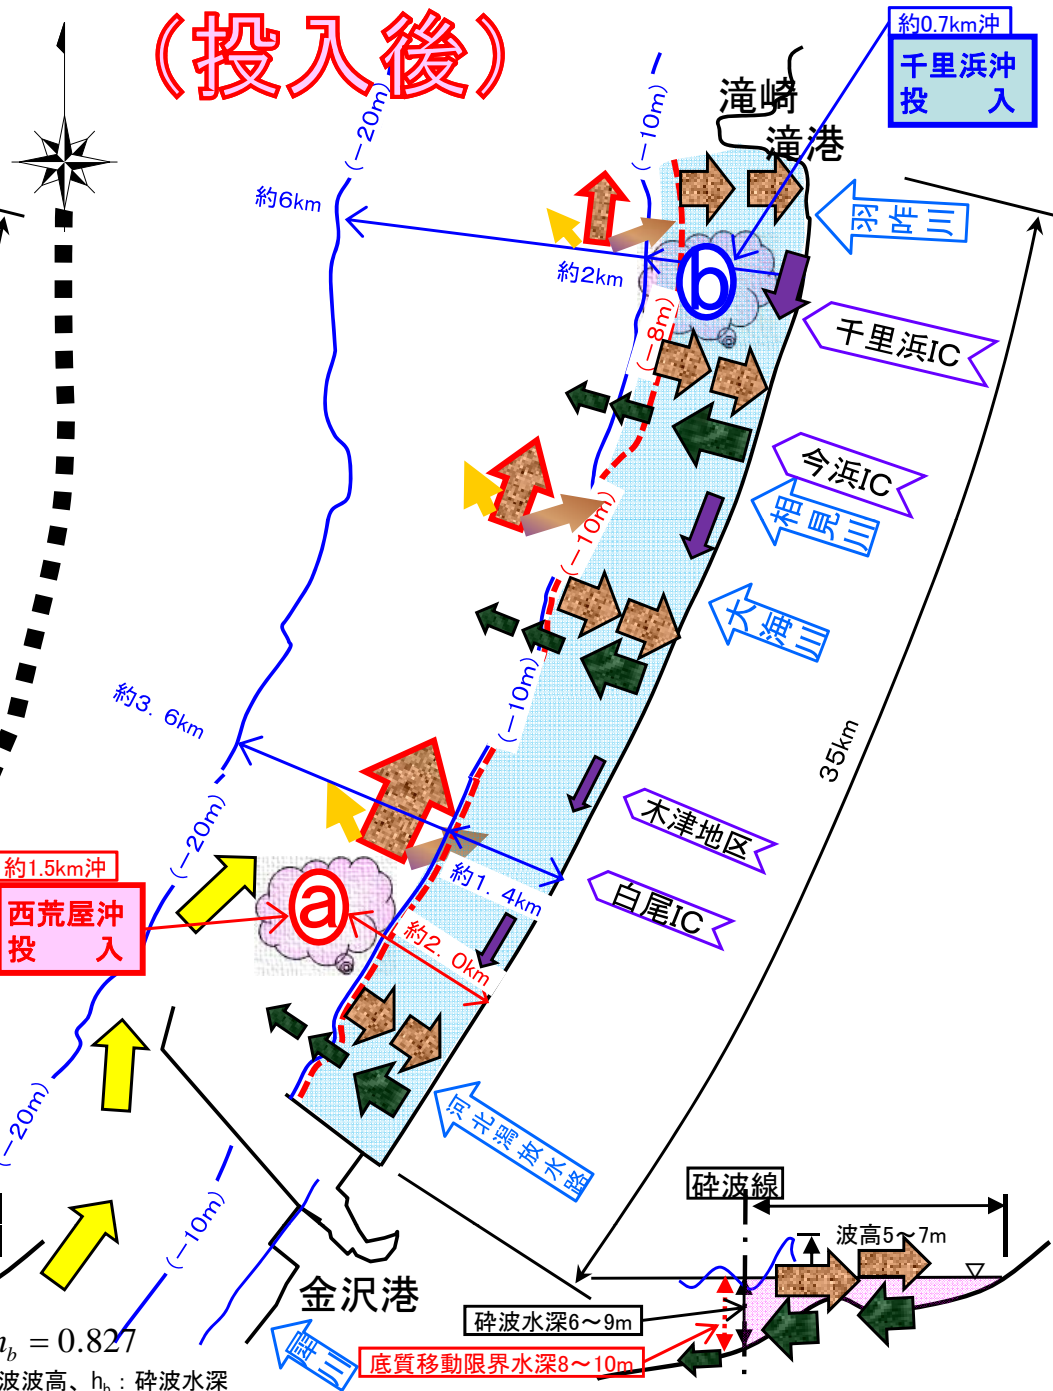 (投入後)
約0.7km沖
千里浜沖
投　　入
滝崎
滝港
(－20m)
(－10m)
約6km
羽咋川
約2km
ⓑ
(－8m)
千里浜IC
今浜IC
相見川
(－10m)
大海川
(－10m)
約3．6km
35km
木津地区
(－20m)
約1.5km沖
西荒屋沖
投　　入
ⓐ
約1．4km
白尾IC
約2．0km
(－20m)
河北潟放水路
(－10m)
砕波線
波高5～7m
金沢港
砕波水深6～9m
底質移動限界水深8～10m
犀川
= 0.827
波波高、h_b：砕波水深